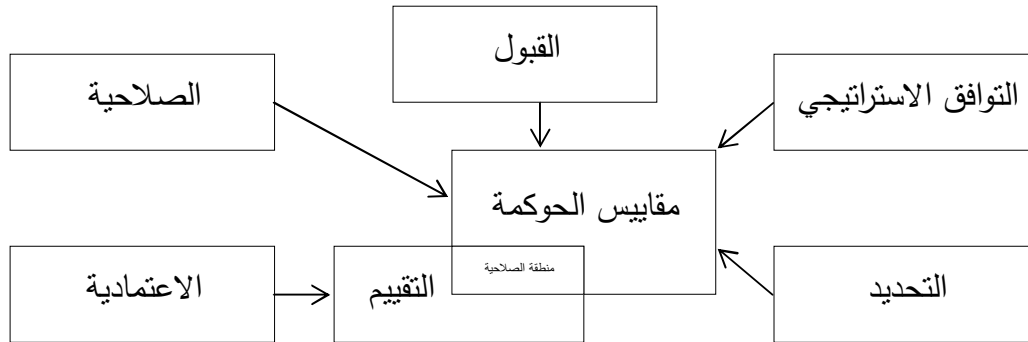 القبول
التوافق الاستراتيجي
الصلاحية
مقاييس الحوكمة
منطقة الصلاحية
التحديد
التقييم
الاعتمادية